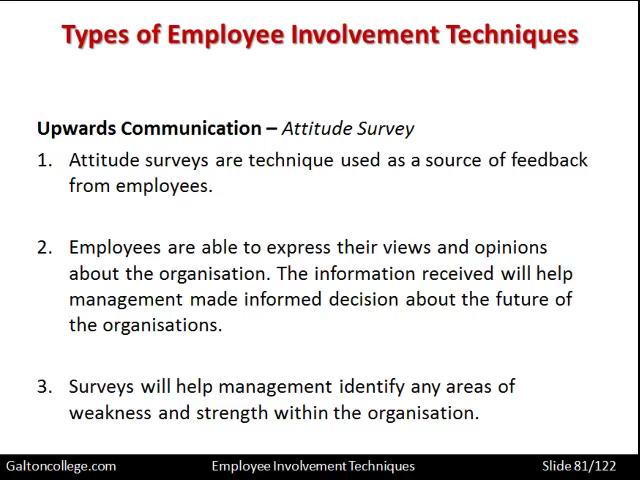 Types of Employee Involvement Techniques
Upwards Communication – Attitude Survey
1. Attitude surveys are technique used as a source of feedback
from employees.
2. Employees are able to express their views and opinions
about the organisation. The information received will help
management made informed decision about the future of
the organisations.
3. Surveys will help management identify any areas of
weakness and strength within the organisation.
Galtoncollege.com Employee Involvement Techniques Slide 81/122